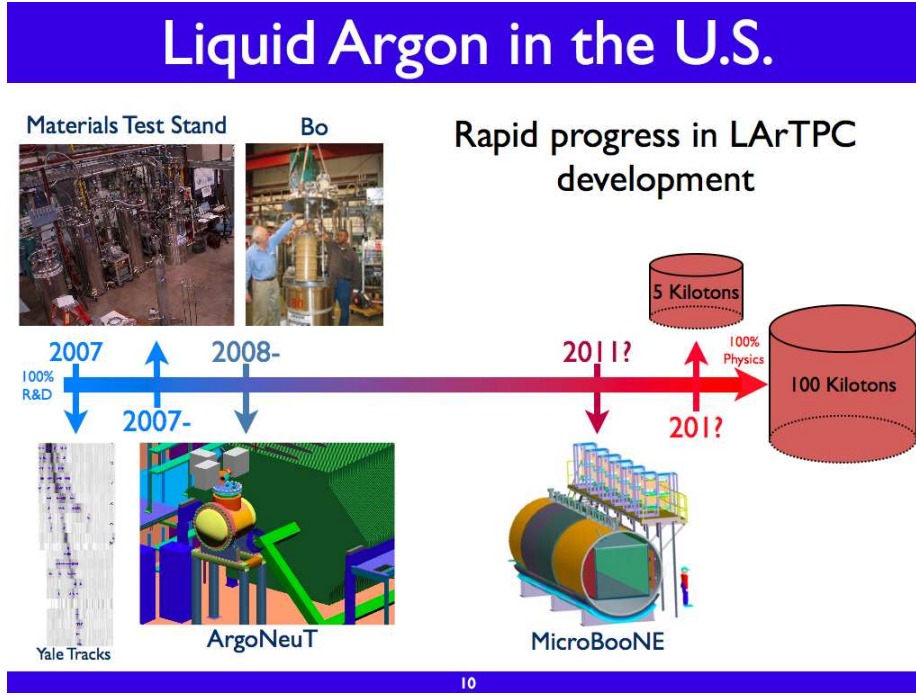 Liquid Argon in the U.S.
Materials Test Stand
Bo
Rapid progress in LArTPC
development
5 Kilotons
2007
2008-
2011?
100%
Physics
100%
R&D
100 Kilotons
2007-
201?
ArgoNeuT
MicroBooNE
Yale Tracks
10